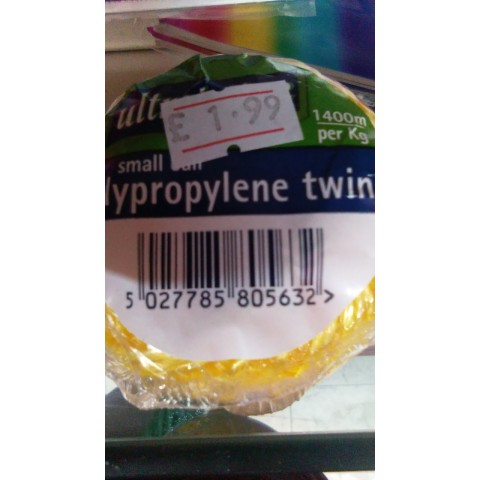 ult
£ 1.99
1400m
per Kg
small ball
lypropylene twin
5 027785 805632 >